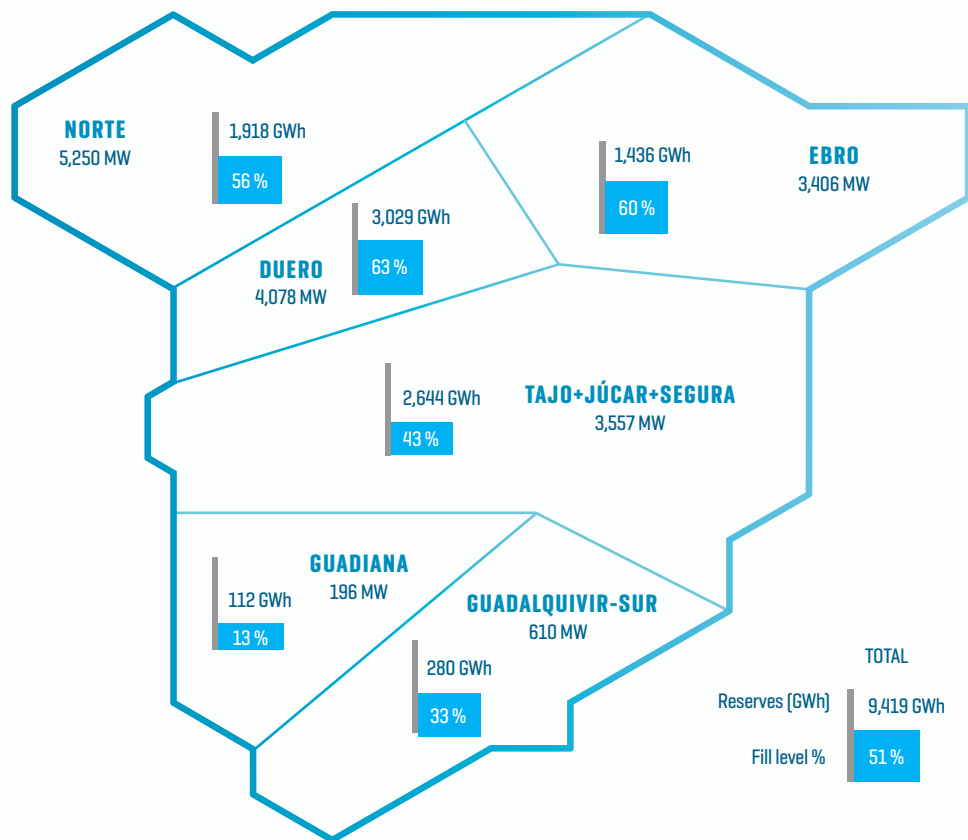 NORTE
5,250 MW
1,918 GWh
56 %
EBRO
3,406 MW
1,436 GWh
60 %
DUERO
4,078 MW
3,029 GWh
63 %
TAJO+JÚCAR+SEGURA
3,557 MW
2,644 GWh
43 %
GUADIANA
196 MW
112 GWh
13 %
GUADALQUIVIR-SUR
610 MW
280 GWh
33 %
TOTAL
Reserves (GWh)
9,419 GWh
Fill level %
51 %